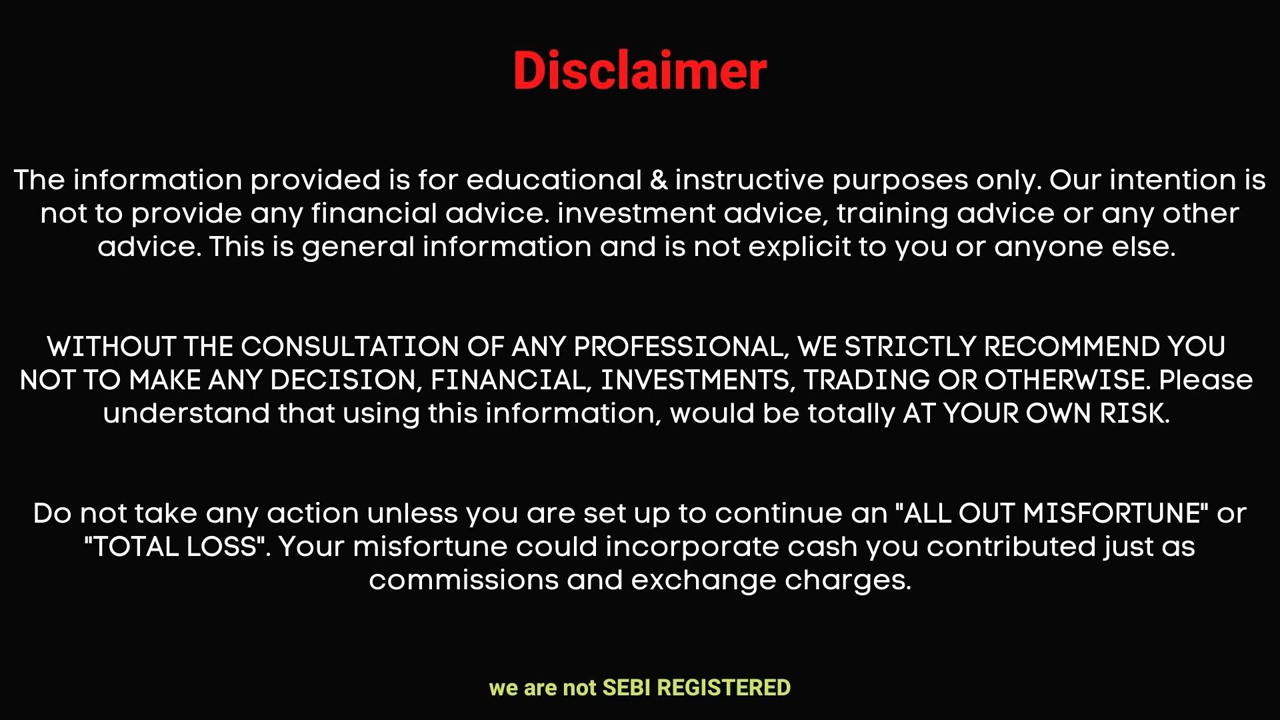 Disclaimer
The information provided is for educational & instructive purposes only. Our intention is
not to provide any financial advice. investment advice, training advice or any other
advice. This is general information and is not explicit to you or anyone else.
WITHOUT THE CONSULTATION OF ANY PROFESSIONAL, WE STRICTLY RECOMMEND YOU
NOT TO MAKE ANY DECISION, FINANCIAL, INVESTMENTS, TRADING OR OTHERWISE. Please
understand that using this information, would be totally AT YOUR OWN RISK.
Do not take any action unless you are set up to continue an "ALL OUT MISFORTUNE" or
"TOTAL LOSS". Your misfortune could incorporate cash you contributed just as
commissions and exchange charges.
we are not SEBI REGISTERED